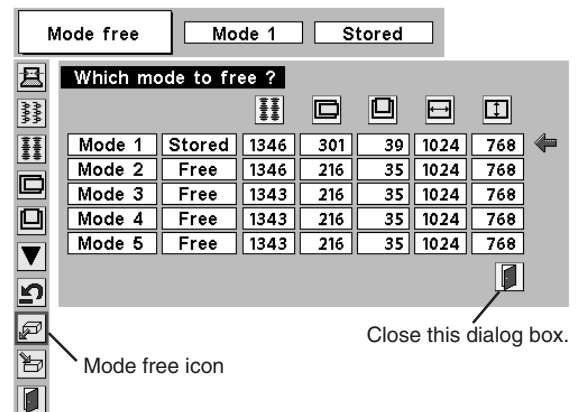 Mode free Mode 1 Stored
Which mode to free ?
Mode 1 Stored 1346 301 39 1024 768
Mode 2 Free 1346 216 35 1024 768
Mode 3 Free 1343 216 35 1024 768
Mode 4 Free 1343 216 35 1024 768
Mode 5 Free 1343 216 35 1024 768
Close this dialog box.
Mode free icon